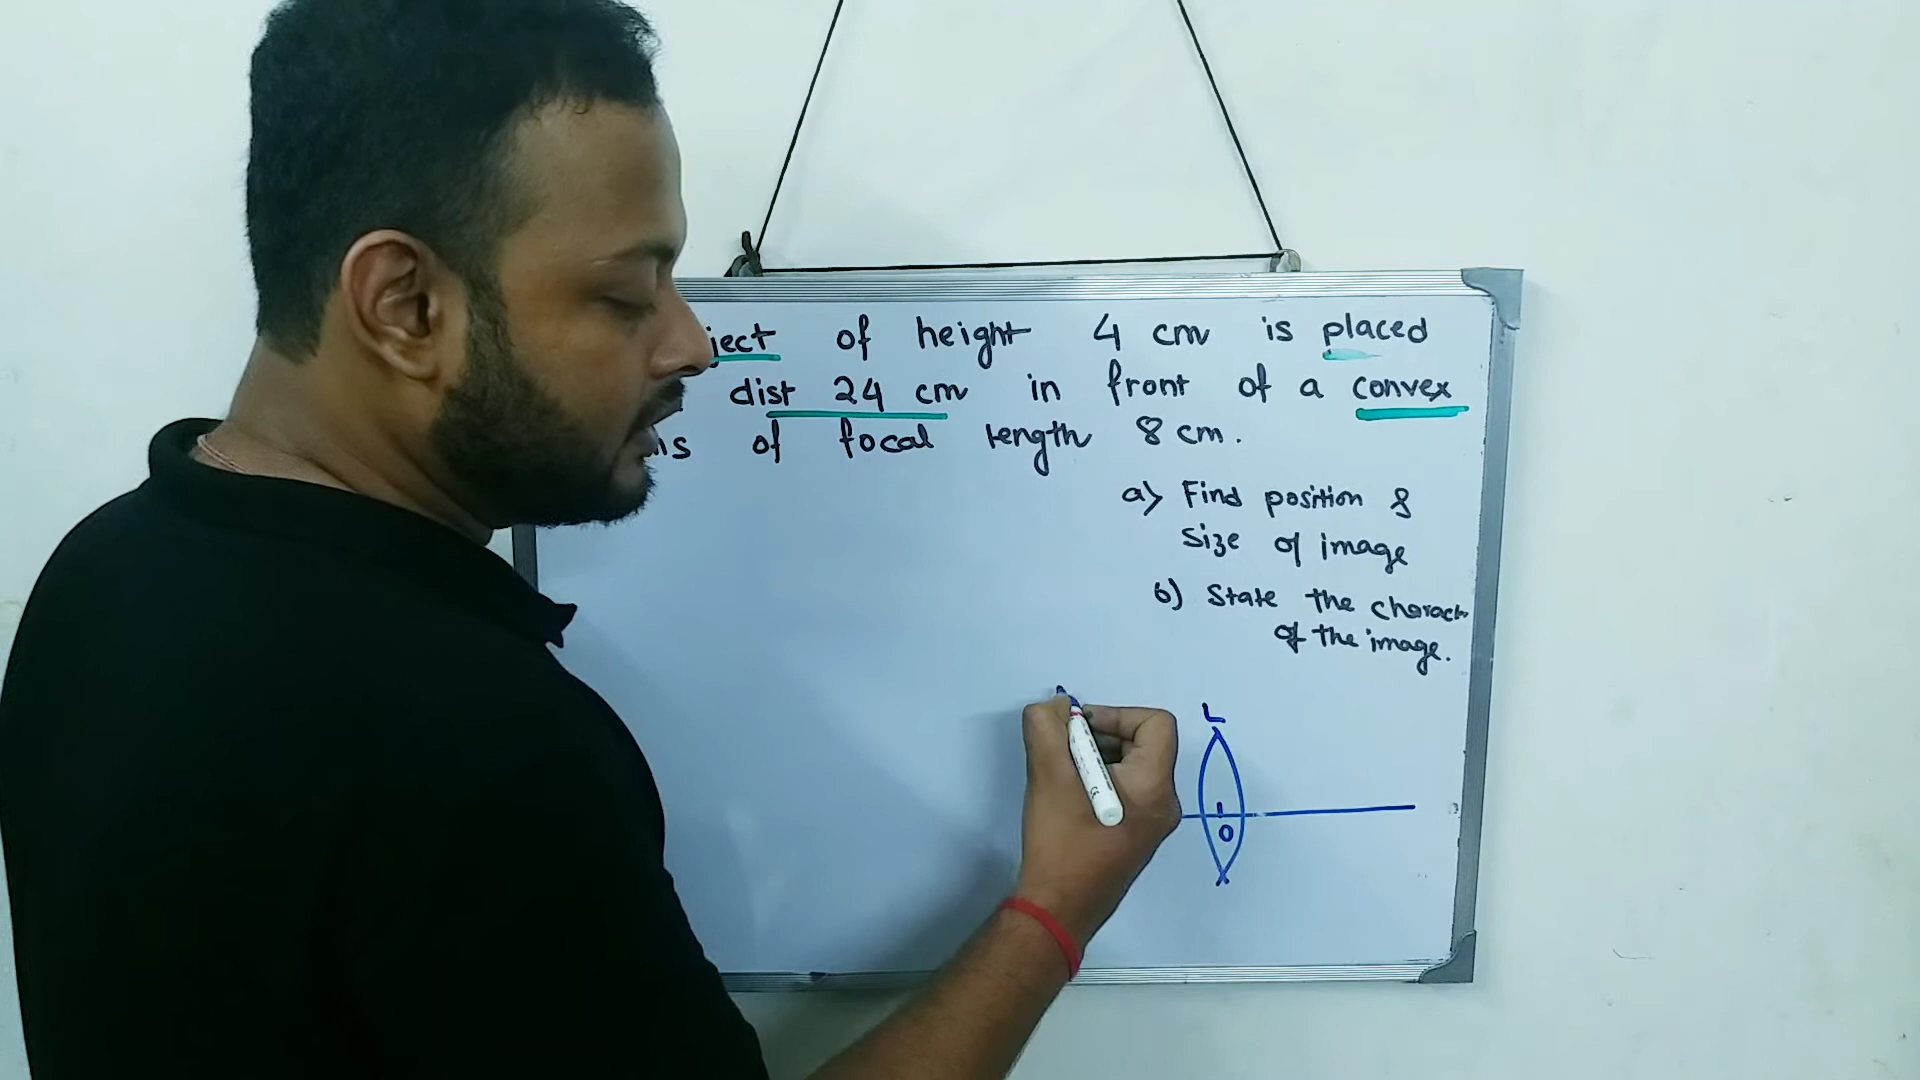 ject of height 4 cm is placed
dist 24 cm in front of a convex
ns of focal length 8 cm.
a) Find position &
size of image
b) State the charact
of the image.
L
O